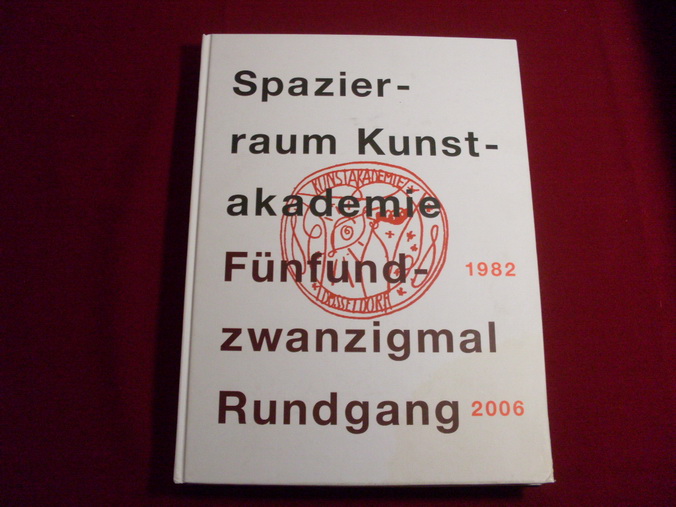 Spazier-
raum Kunst-
KUNSTAKADEMIE
akademie
Fünfund- 1982
DÜSSELDORF
zwanzigmal
Rundgang 2006